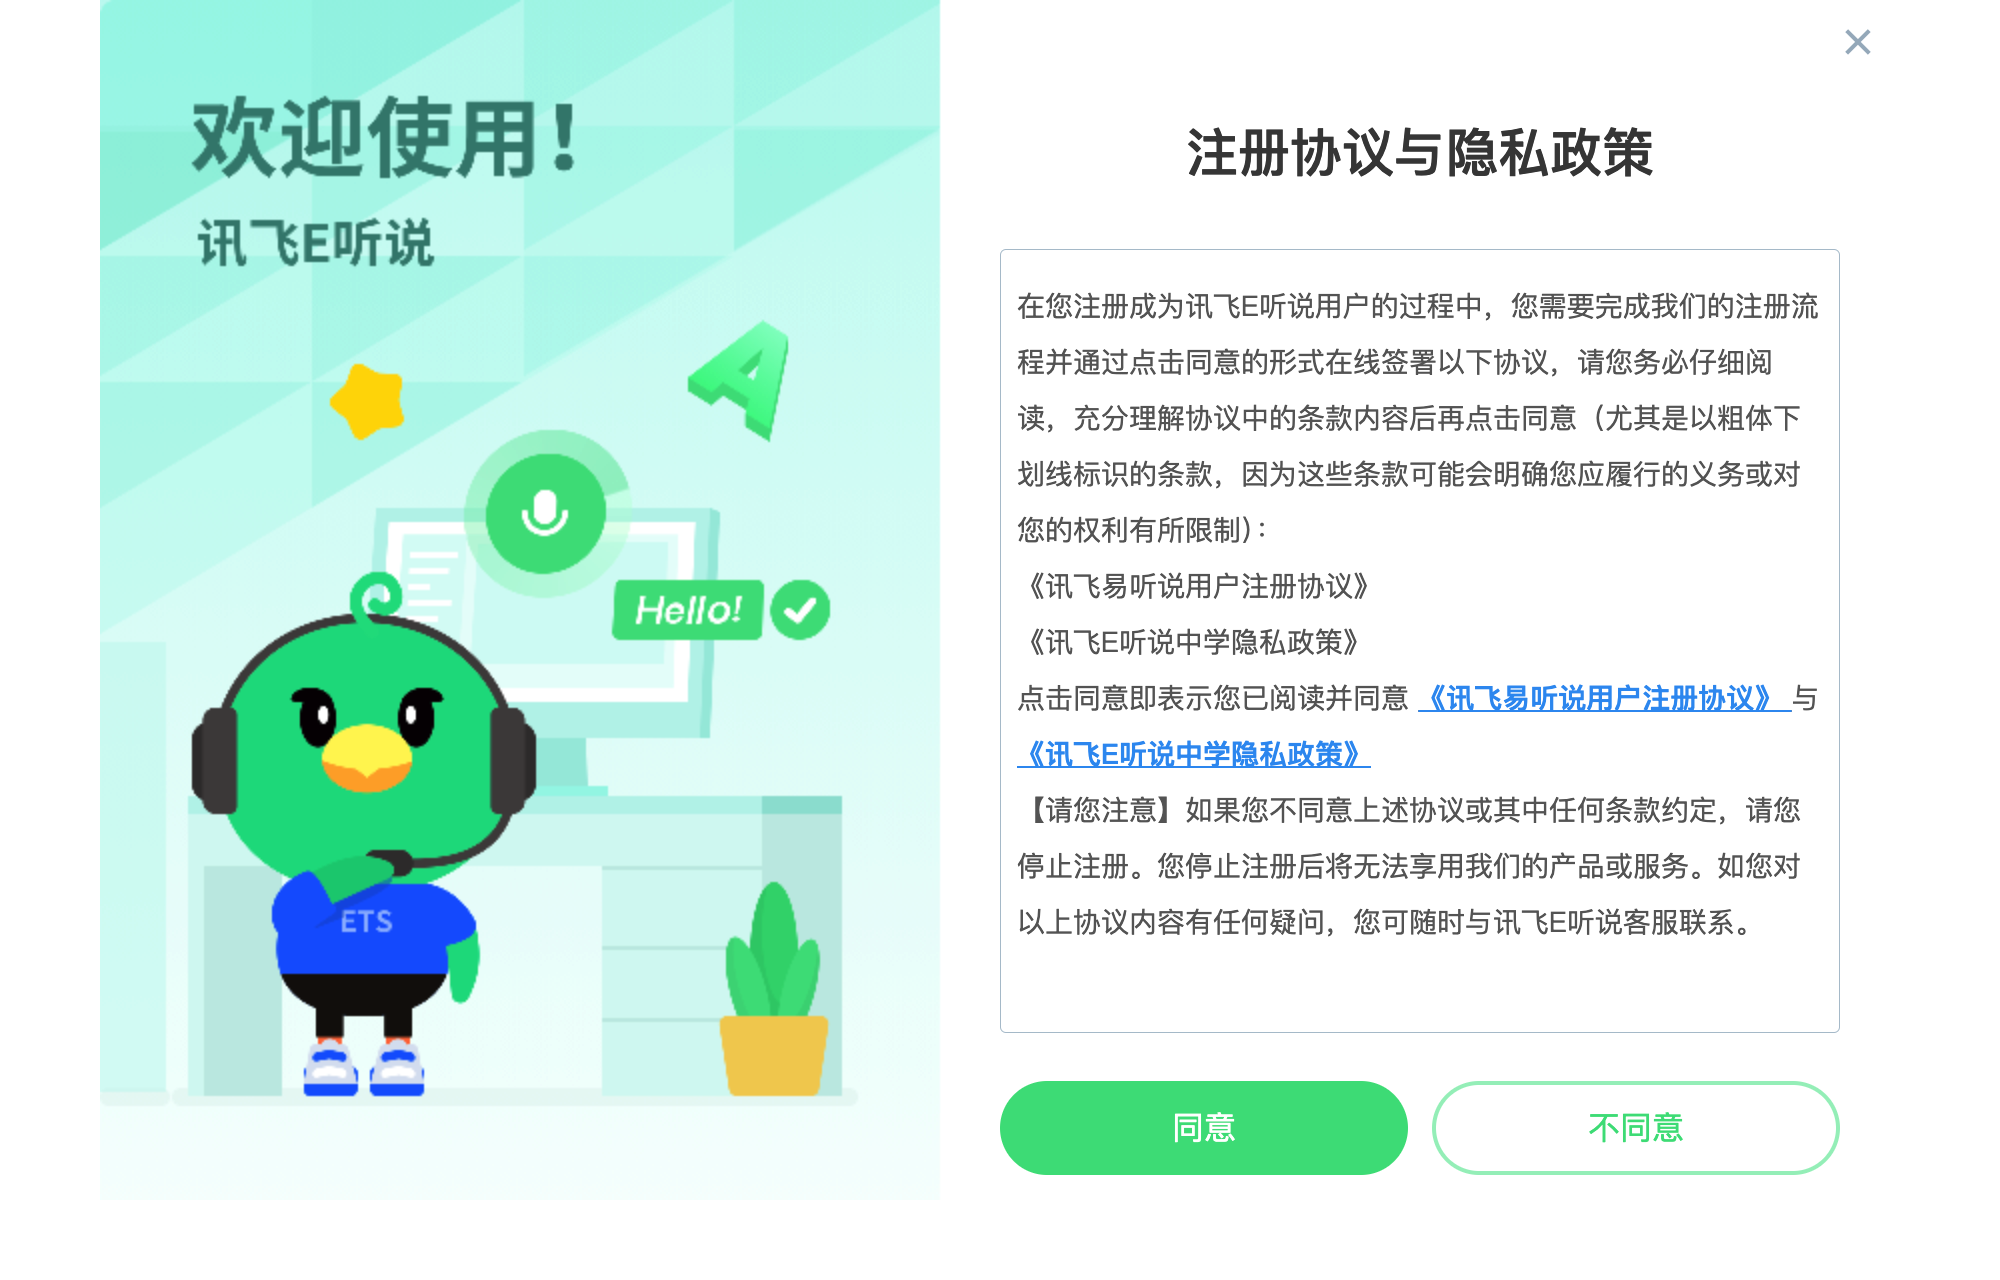 欢迎使用！
讯飞E听说
Hello!
ETS
注册协议与隐私政策
在您注册成为讯飞E听说用户的过程中，您需要完成我们的注册流
程并通过点击同意的形式在线签署以下协议，请您务必仔细阅
读，充分理解协议中的条款内容后再点击同意（尤其是以粗体下
划线标识的条款，因为这些条款可能会明确您应履行的义务或对
您的权利有所限制）：
《讯飞易听说用户注册协议》
《讯飞E听说中学隐私政策》
点击同意即表示您已阅读并同意《讯飞易听说用户注册协议》与
《讯飞E听说中学隐私政策》
【请您注意】如果您不同意上述协议或其中任何条款约定，请您
停止注册。您停止注册后将无法享用我们的产品或服务。如您对
以上协议内容有任何疑问，您可随时与讯飞E听说客服联系。
同意
不同意